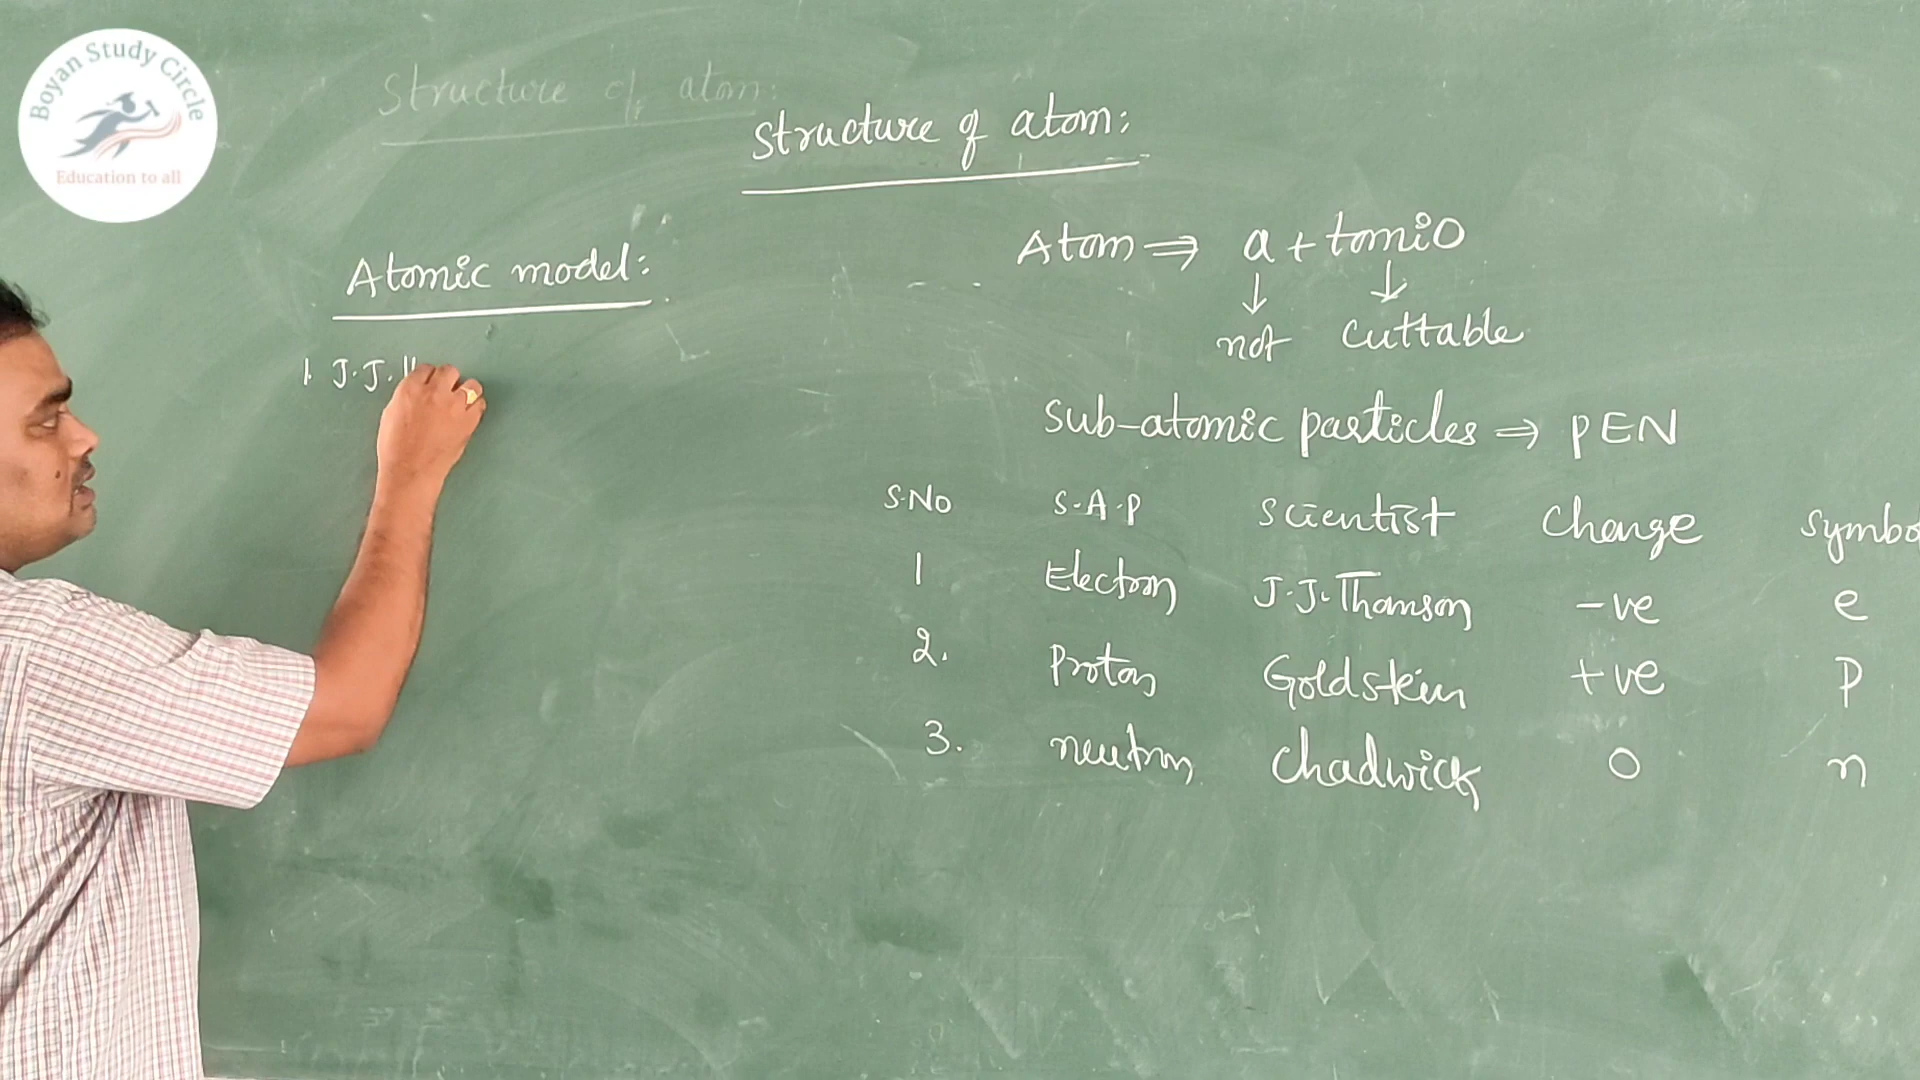 Boyan Study Circle
Education to all
Structure of atom:
Structure of atom:
Atomic model:
1. J.J.
Atom ⇒ a + tomio
↓ ↓
not cuttable
Sub-atomic particles ⇒ PEN
S.No S.A.P Scientist Charge Symbo
1 Electron J.J. Thomson -ve e
2. Proton Goldstein +ve P
3. neutron Chadwick 0 n